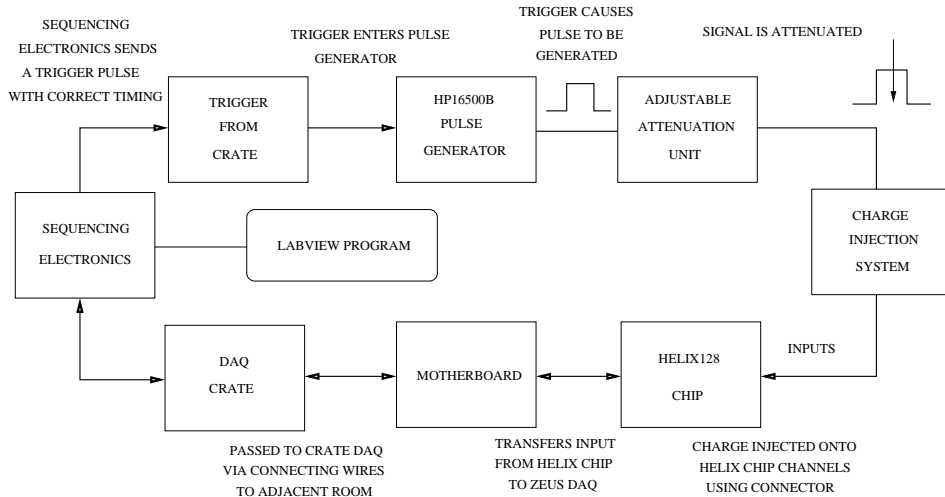 SEQUENCING
ELECTRONICS SENDS
A TRIGGER PULSE
WITH CORRECT TIMING
TRIGGER ENTERS PULSE
GENERATOR
TRIGGER CAUSES
PULSE TO BE
GENERATED
SIGNAL IS ATTENUATED
TRIGGER
FROM
CRATE
HP16500B
PULSE
GENERATOR
ADJUSTABLE
ATTENUATION
UNIT
SEQUENCING
ELECTRONICS
LABVIEW PROGRAM
CHARGE
INJECTION
SYSTEM
DAQ
CRATE
MOTHERBOARD
HELIX128
CHIP
INPUTS
PASSED TO CRATE DAQ
VIA CONNECTING WIRES
TO ADJACENT ROOM
TRANSFERS INPUT
FROM HELIX CHIP
TO ZEUS DAQ
CHARGE INJECTED ONTO
HELIX CHIP CHANNELS
USING CONNECTOR